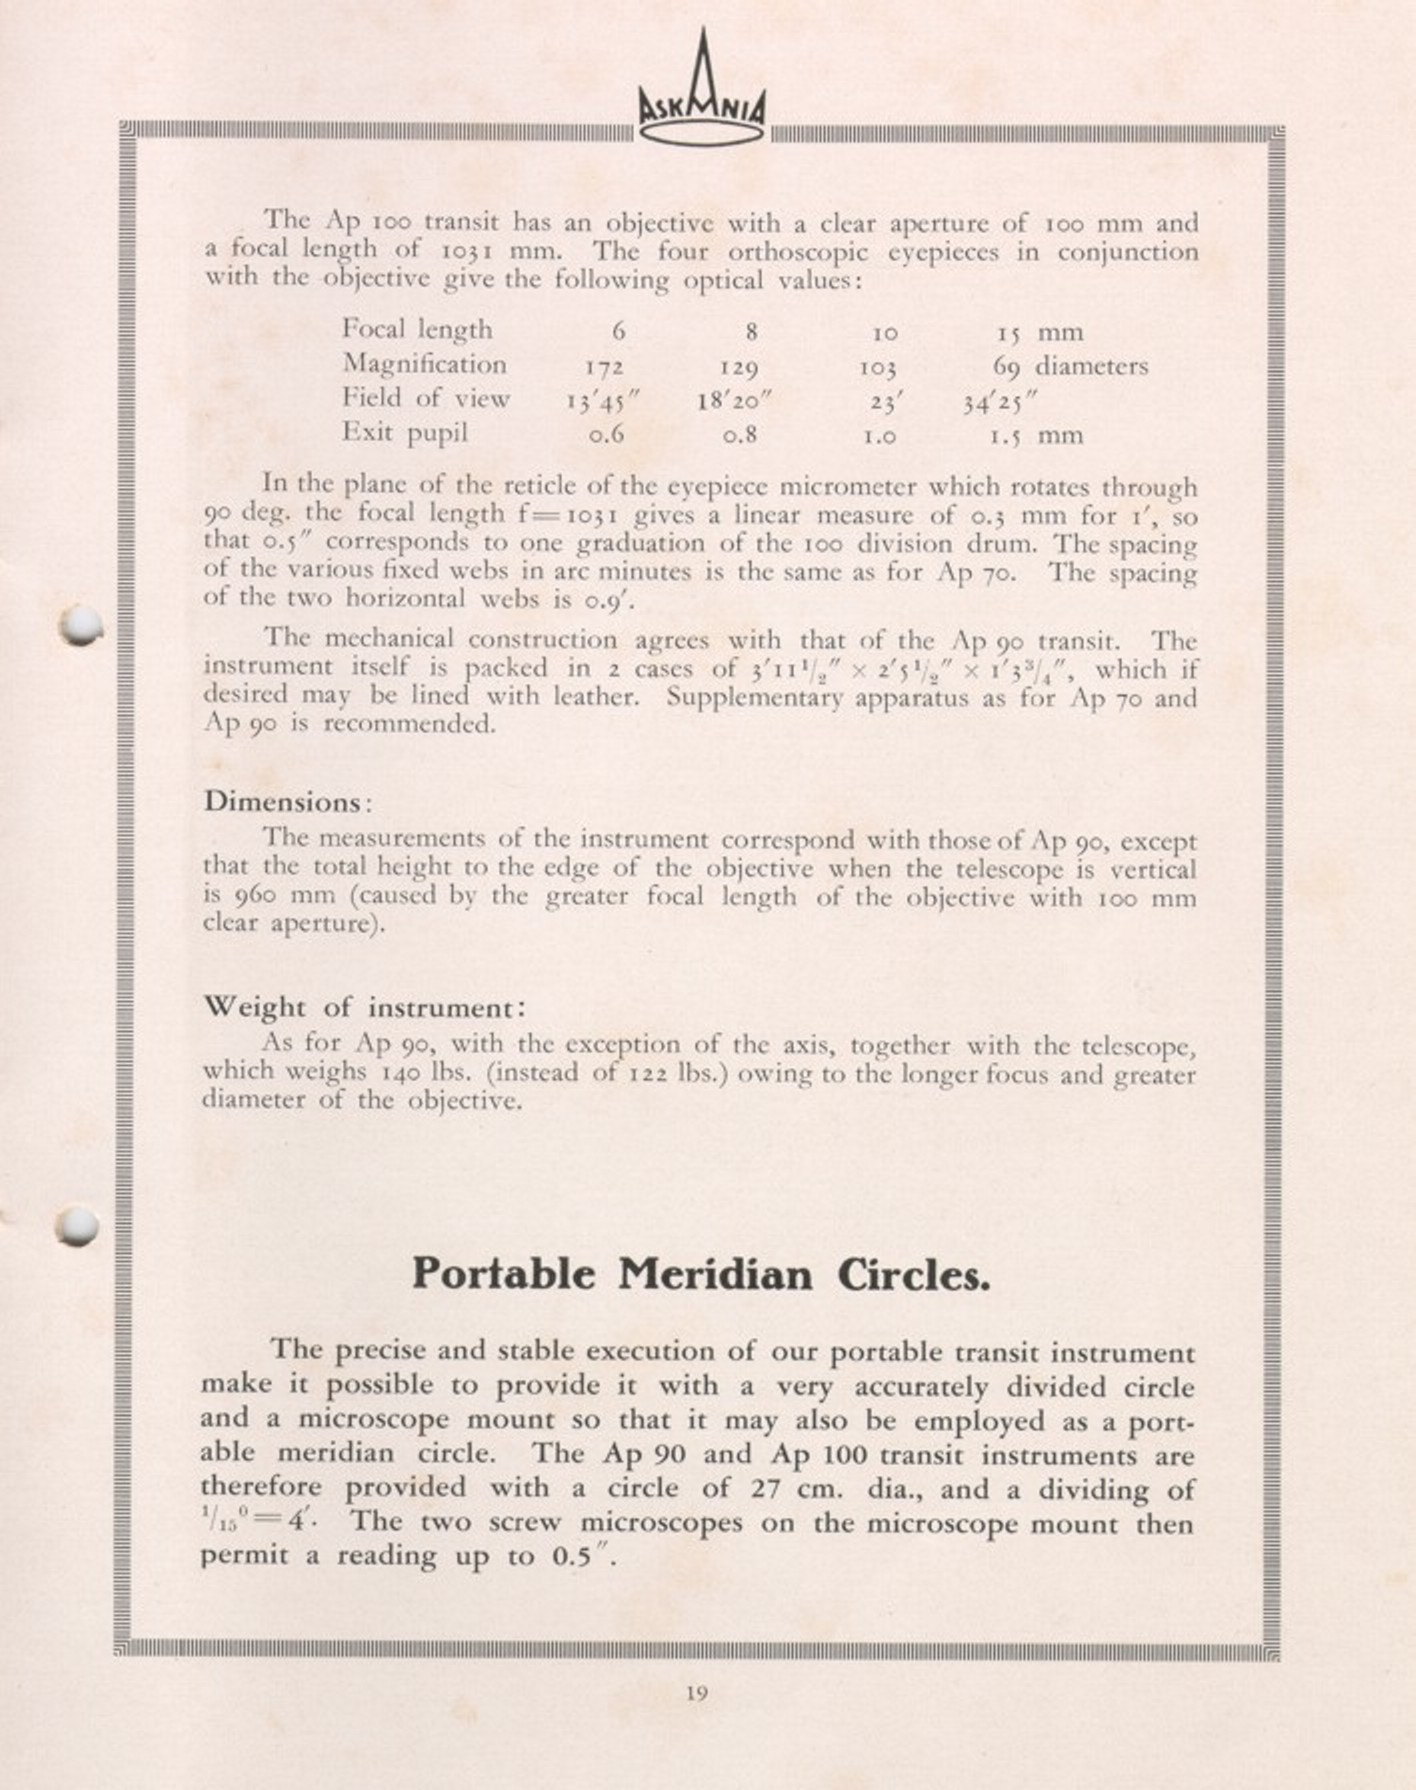 ASKANIA
The Ap 100 transit has an objective with a clear aperture of 100 mm and
a focal length of 1031 mm. The four orthoscopic eyepieces in conjunction
with the objective give the following optical values:
Focal length 6 8 10 15 mm
Magnification 172 129 103 69 diameters
Field of view 13′45″ 18′20″ 23′ 34′25″
Exit pupil 0.6 0.8 1.0 1.5 mm
In the plane of the reticle of the eyepiece micrometer which rotates through
90 deg. the focal length f=1031 gives a linear measure of 0.3 mm for 1′, so
that 0.5″ corresponds to one graduation of the 100 division drum. The spacing
of the various fixed webs in arc minutes is the same as for Ap 70. The spacing
of the two horizontal webs is 0.9′.
The mechanical construction agrees with that of the Ap 90 transit. The
instrument itself is packed in 2 cases of 3′11 1/2″ × 2′5 1/2″ × 1′3 3/4″, which if
desired may be lined with leather. Supplementary apparatus as for Ap 70 and
Ap 90 is recommended.
Dimensions:
The measurements of the instrument correspond with those of Ap 90, except
that the total height to the edge of the objective when the telescope is vertical
is 960 mm (caused by the greater focal length of the objective with 100 mm
clear aperture).
Weight of instrument:
As for Ap 90, with the exception of the axis, together with the telescope,
which weighs 140 lbs. (instead of 122 lbs.) owing to the longer focus and greater
diameter of the objective.
Portable Meridian Circles.
The precise and stable execution of our portable transit instrument
make it possible to provide it with a very accurately divided circle
and a microscope mount so that it may also be employed as a port-
able meridian circle. The Ap 90 and Ap 100 transit instruments are
therefore provided with a circle of 27 cm. dia., and a dividing of
1/15⁰=4′. The two screw microscopes on the microscope mount then
permit a reading up to 0.5″.
19